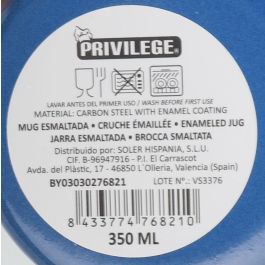 PRIVILEGE®
LAVAR ANTES DEL PRIMER USO / WASH BEFORE FIRST USE
MATERIAL: CARBON STEEL WITH ENAMEL COATING
MUG ESMALTADA • CRUCHE ÉMAILLÉE • ENAMELED JUG
JARRA ESMALTADA • BROCCA SMALTATA
Distribuido por: SOLER HISPANIA, S.L.U.
CIF. B-96947916 - P.I. El Carrascot
Avda. del Plàstic, 17 - 46850 L'Olleria, Valencia (Spain)
BY03030276821 LOTE N°.: VS3376
8 433774 768210
350 ML